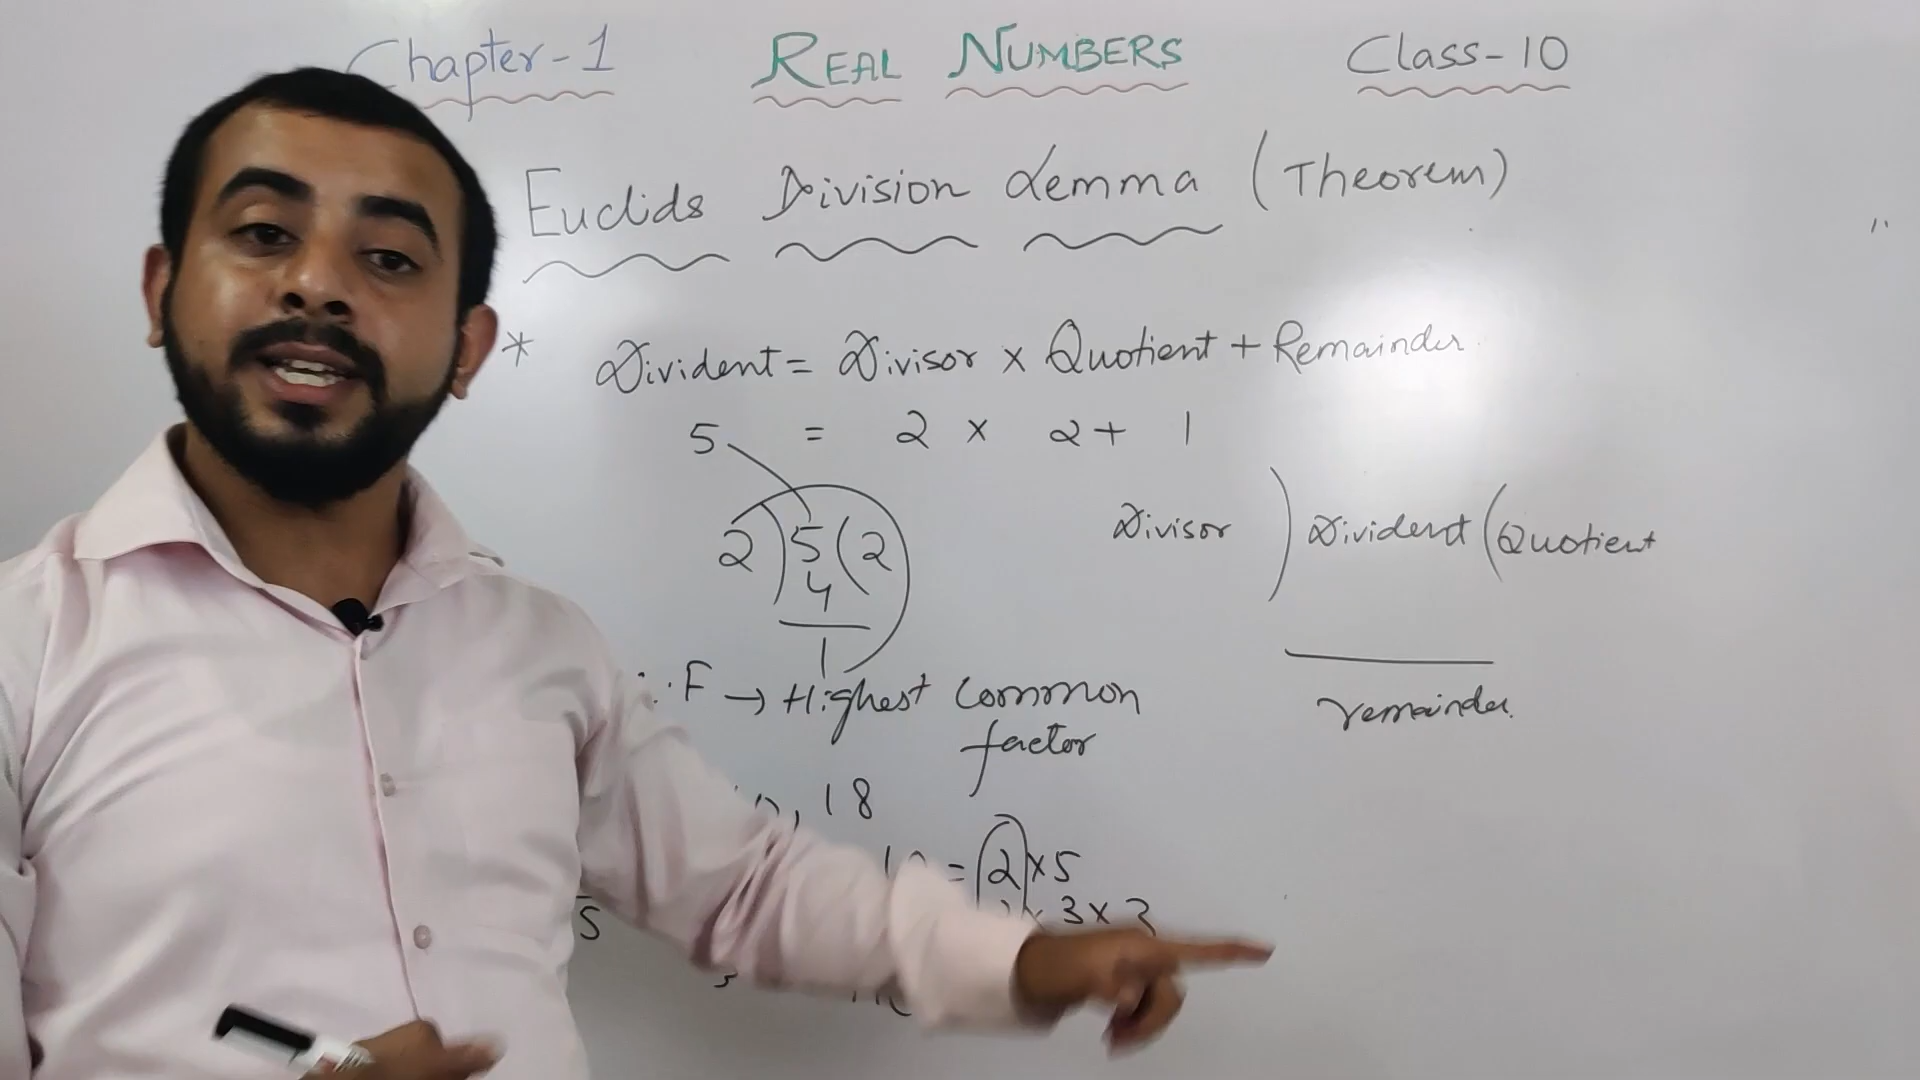 Chapter-1 REAL NUMBERS Class-10
Euclids Division Lemma (Theorem)
* Divident = Divisor × Quotient + Remainder
5 = 2 × 2 + 1
2)5(2
4
1
Divisor ) Divident ( Quotient
remainder.
F → Highest Common
factor
, 18
= 2 × 5
× 3 × 3
5